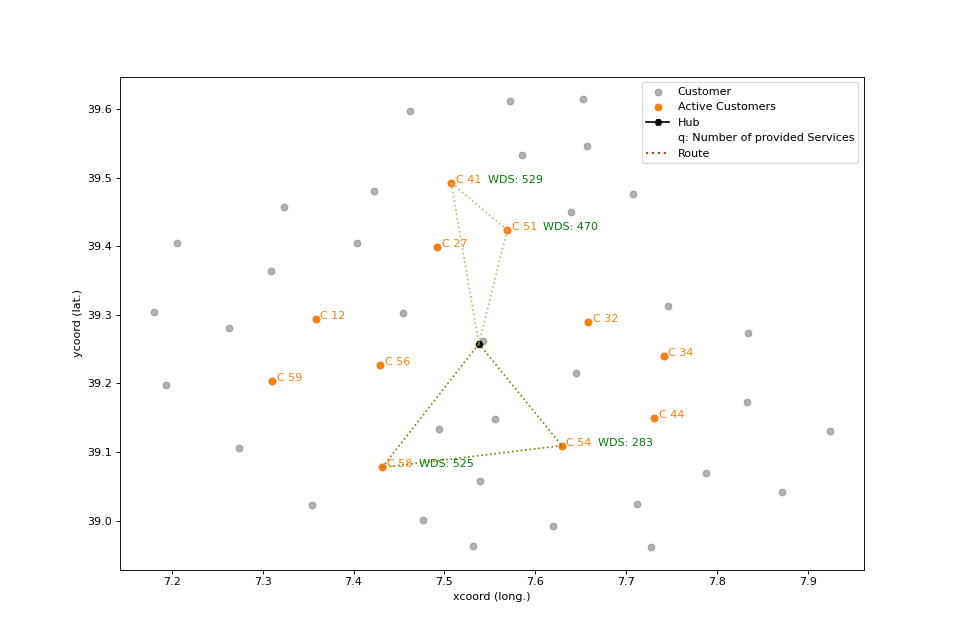 Customer
Active Customers
Hub
q: Number of provided Services
Route
39.6
39.5
39.4
39.3
39.2
39.1
39.0
ycoord (lat.)
C 41 WDS: 529
C 51 WDS: 470
C 27
C 12
C 32
C 34
C 56
C 59
C 44
C 54 WDS: 283
C 58 WDS: 525
7.2 7.3 7.4 7.5 7.6 7.7 7.8 7.9
xcoord (long.)